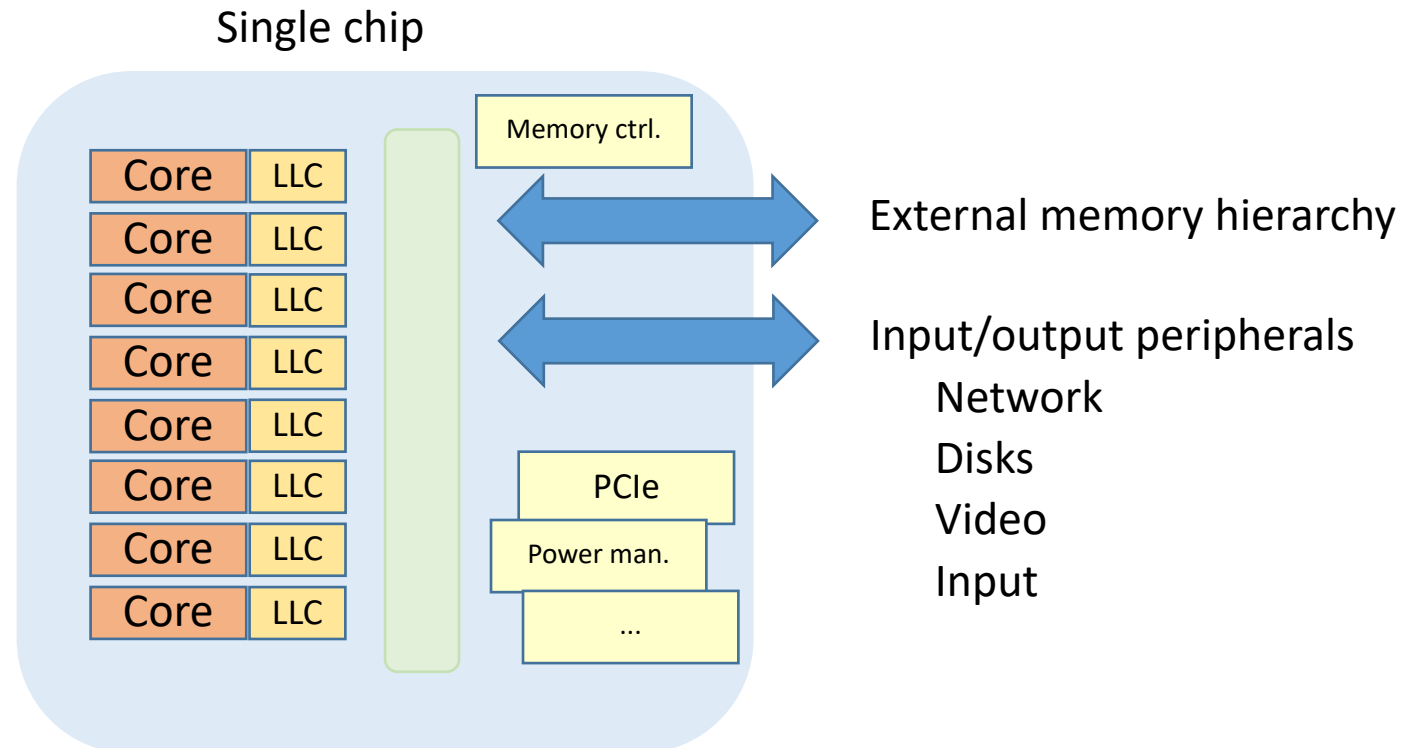 Single chip
Memory ctrl.
Core LLC
Core LLC
Core LLC
Core LLC
Core LLC
Core LLC
Core LLC
Core LLC
External memory hierarchy
Input/output peripherals
Network
Disks
Video
Input
PCIe
Power man.
...